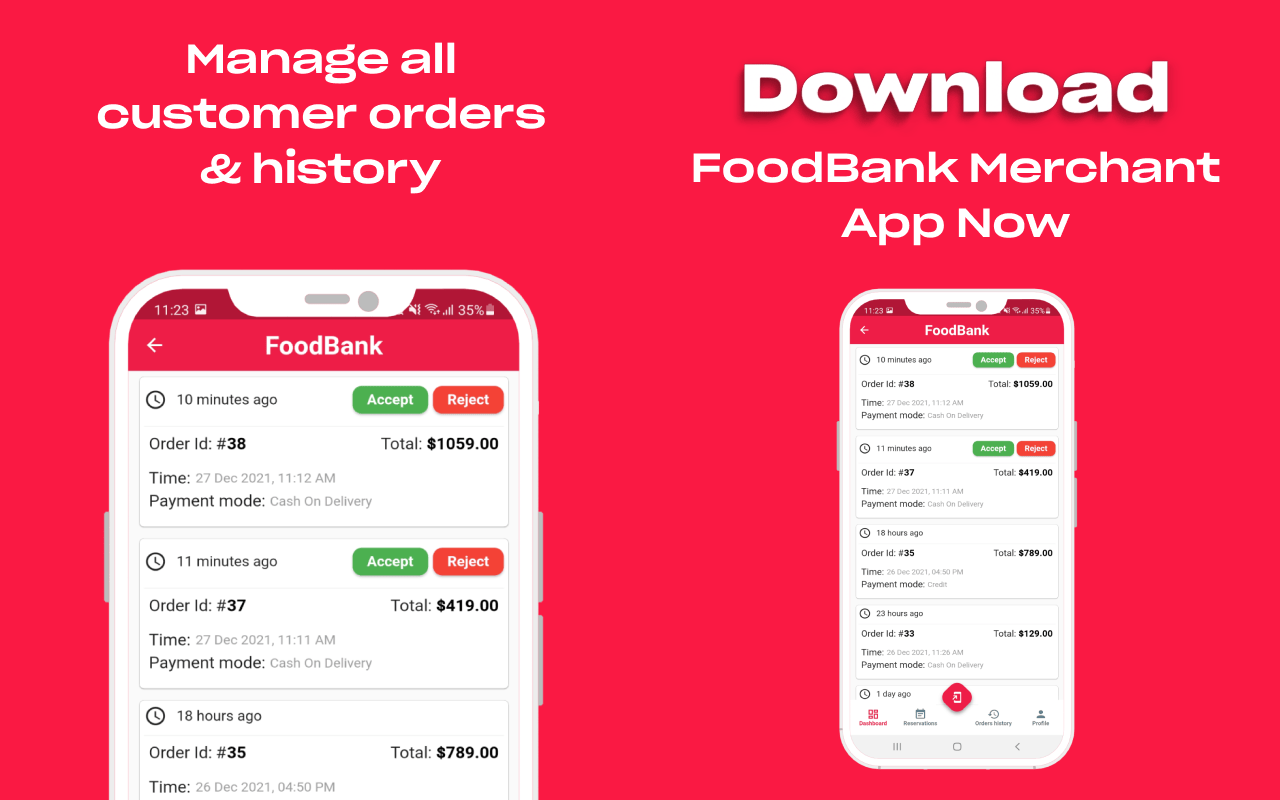 Manage all
customer orders
& history
11:23 35%
FoodBank
10 minutes ago Accept Reject
Order Id: #38 Total: $1059.00
Time: 27 Dec 2021, 11:12 AM
Payment mode: Cash On Delivery
11 minutes ago Accept Reject
Order Id: #37 Total: $419.00
Time: 27 Dec 2021, 11:11 AM
Payment mode: Cash On Delivery
18 hours ago
Order Id: #35 Total: $789.00
Time: 26 Dec 2021, 04:50 PM
Download
FoodBank Merchant
App Now
11:23 35%
FoodBank
10 minutes ago Accept Reject
Order Id: #38 Total: $1059.00
Time: 27 Dec 2021, 11:12 AM
Payment mode: Cash On Delivery
11 minutes ago Accept Reject
Order Id: #37 Total: $419.00
Time: 27 Dec 2021, 11:11 AM
Payment mode: Cash On Delivery
18 hours ago
Order Id: #35 Total: $789.00
Time: 26 Dec 2021, 04:50 PM
Payment mode: Credit
23 hours ago
Order Id: #33 Total: $129.00
Time: 26 Dec 2021, 11:26 AM
Payment mode: Cash On Delivery
1 day ago
Dashboard Reservations Orders history Profile